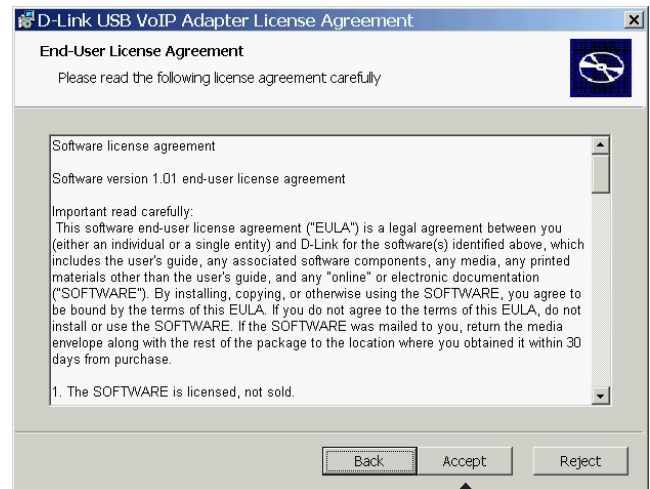 D-Link USB VoIP Adapter License Agreement
End-User License Agreement
Please read the following license agreement carefully
Software license agreement
Software version 1.01 end-user license agreement
Important read carefully:
This software end-user license agreement ("EULA") is a legal agreement between you
(either an individual or a single entity) and D-Link for the software(s) identified above, which
includes the user's guide, any associated software components, any media, any printed
materials other than the user's guide, and any "online" or electronic documentation
("SOFTWARE"). By installing, copying, or otherwise using the SOFTWARE, you agree to
be bound by the terms of this EULA. If you do not agree to the terms of this EULA, do not
install or use the SOFTWARE. If the SOFTWARE was mailed to you, return the media
envelope along with the rest of the package to the location where you obtained it within 30
days from purchase.
1. The SOFTWARE is licensed, not sold.
Back Accept Reject